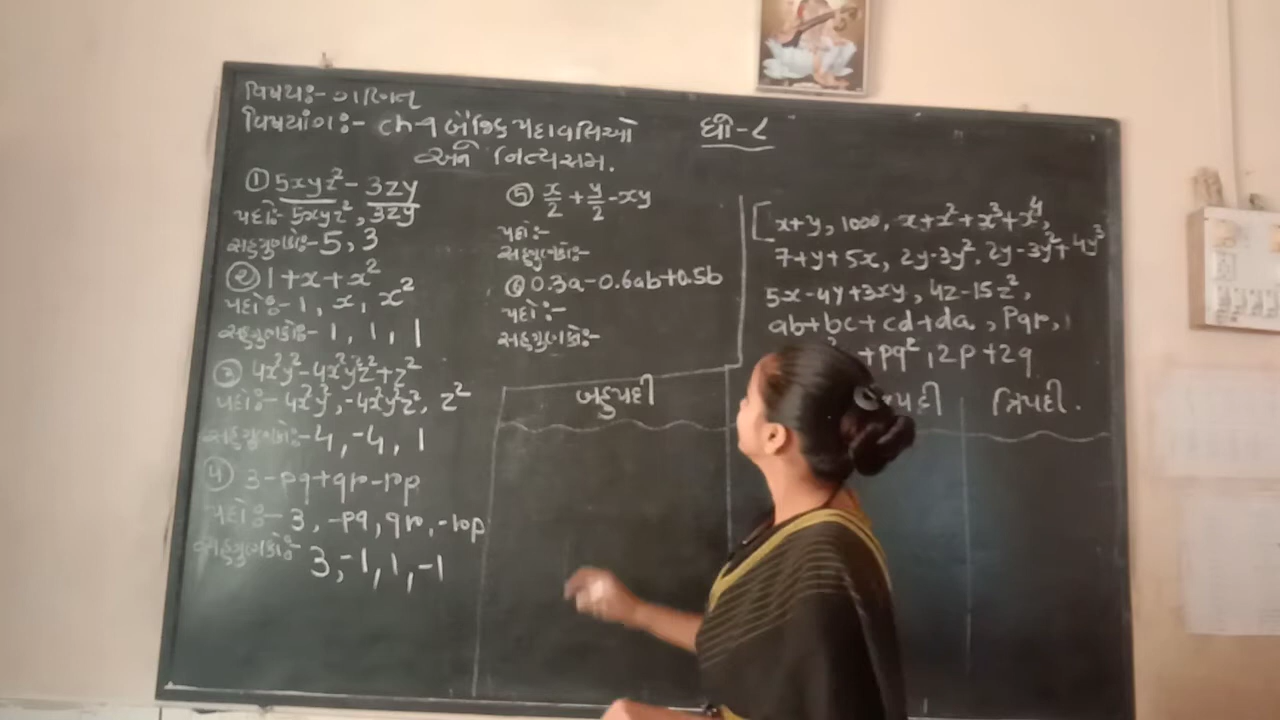 વિષય:- ગણિત
વિષયાંગ:- ch-9 બૈજિક પદાવલિઓ
અને નિત્યસમ.
ધો-૮
① 5xyz² - 3zy
પદો:- 5xyz², 3zy
સહગુણકો:- 5, 3
② 1+x+x²
પદો:- 1, x, x²
સહગુણકો:- 1, 1, 1
③ 4x²y²-4x²y²z²+z²
પદો:- 4x²y², -4x²y²z², z²
સહગુણકો:- 4, -4, 1
④ 3-pq+qr-rp
પદો:- 3, -pq, qr, -rp
સહગુણકો:-
3, -1, 1, -1
⑤ x/2 + y/2 - xy
પદો:-
સહગુણકો:-
⑥ 0.3a-0.6ab+0.5b
પદો:-
સહગુણકો:-
[x+y, 1000, x+x²+x³+x⁴,
7+y+5x, 2y-3y², 2y-3y²+4y³
5x-4y+3xy, 4z-15z²,
ab+bc+cd+da, pqr,
+pq², 2p+2q
બહુપદી
ત્રિપદી.